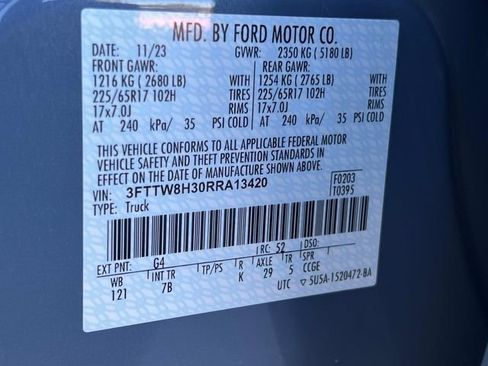 MFD. BY FORD MOTOR CO.
DATE: 11/23 GVWR: 2350 KG ( 5180 LB)
FRONT GAWR: REAR GAWR:
1216 KG ( 2680 LB) WITH 1254 KG ( 2765 LB) WITH
225/65R17 102H TIRES 225/65R17 102H TIRES
17x7.0J RIMS 17x7.0J RIMS
AT 240 kPa/ 35 PSI COLD AT 240 kPa/ 35 PSI COLD
THIS VEHICLE CONFORMS TO ALL APPLICABLE FEDERAL MOTOR
VEHICLE SAFETY AND THEFT PREVENTION STANDARDS IN
EFFECT ON THE DATE OF MANUFACTURE SHOWN ABOVE.
VIN: 3FTTW8H30RRA13420 F0203
TYPE: Truck T0395
EXT PNT: G4 RC: 52 DSO:
WB INT TR TP/PS R AXLE TR SPR
121 7B K 29 5 CCGE
UTC 5U5A-1520472-BA